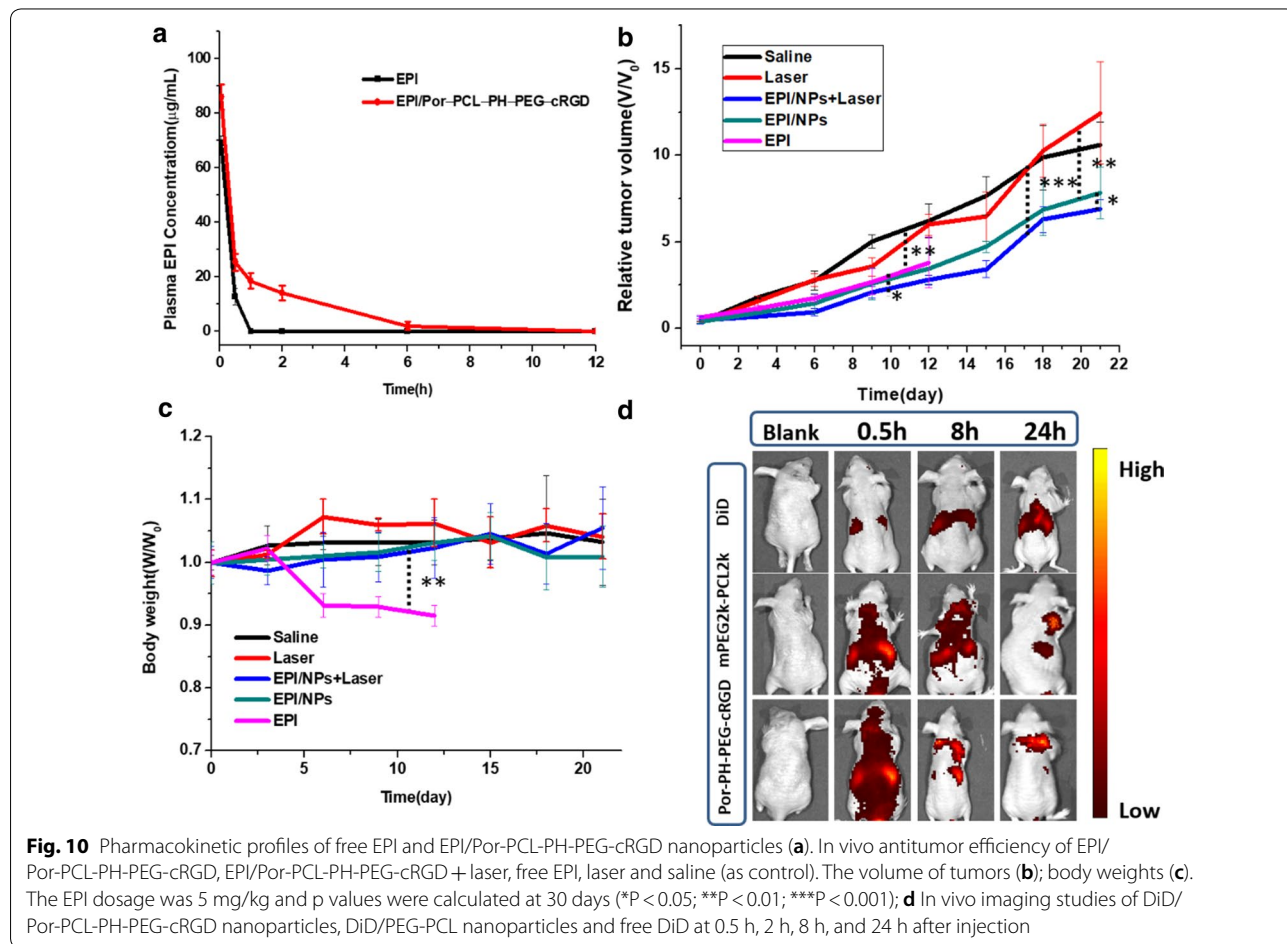 a
100
80
60
40
20
0
Plasma EPI Concentratiom(μg/mL)
EPI
EPI/Por–PCL–PH–PEG–cRGD
0 2 4 6 8 10 12
Time(h)
b
15
10
5
0
Relative tumor volume(V/V0)
Saline
Laser
EPI/NPs+Laser
EPI/NPs
EPI
**
***
*
**
*
0 2 4 6 8 10 12 14 16 18 20 22
Time(day)
c
1.2
1.1
1.0
0.9
0.8
0.7
Body weight(W/W0)
**
Saline
Laser
EPI/NPs+Laser
EPI/NPs
EPI
0 5 10 15 20
Time(day)
d
Blank 0.5h 8h 24h
DiD
mPEG2k-PCL2k
Por-PH-PEG-cRGD
High
Low
Fig. 10 Pharmacokinetic profiles of free EPI and EPI/Por-PCL-PH-PEG-cRGD nanoparticles (a). In vivo antitumor efficiency of EPI/
Por-PCL-PH-PEG-cRGD, EPI/Por-PCL-PH-PEG-cRGD + laser, free EPI, laser and saline (as control). The volume of tumors (b); body weights (c).
The EPI dosage was 5 mg/kg and p values were calculated at 30 days (*P < 0.05; **P < 0.01; ***P < 0.001); d In vivo imaging studies of DiD/
Por-PCL-PH-PEG-cRGD nanoparticles, DiD/PEG-PCL nanoparticles and free DiD at 0.5 h, 2 h, 8 h, and 24 h after injection